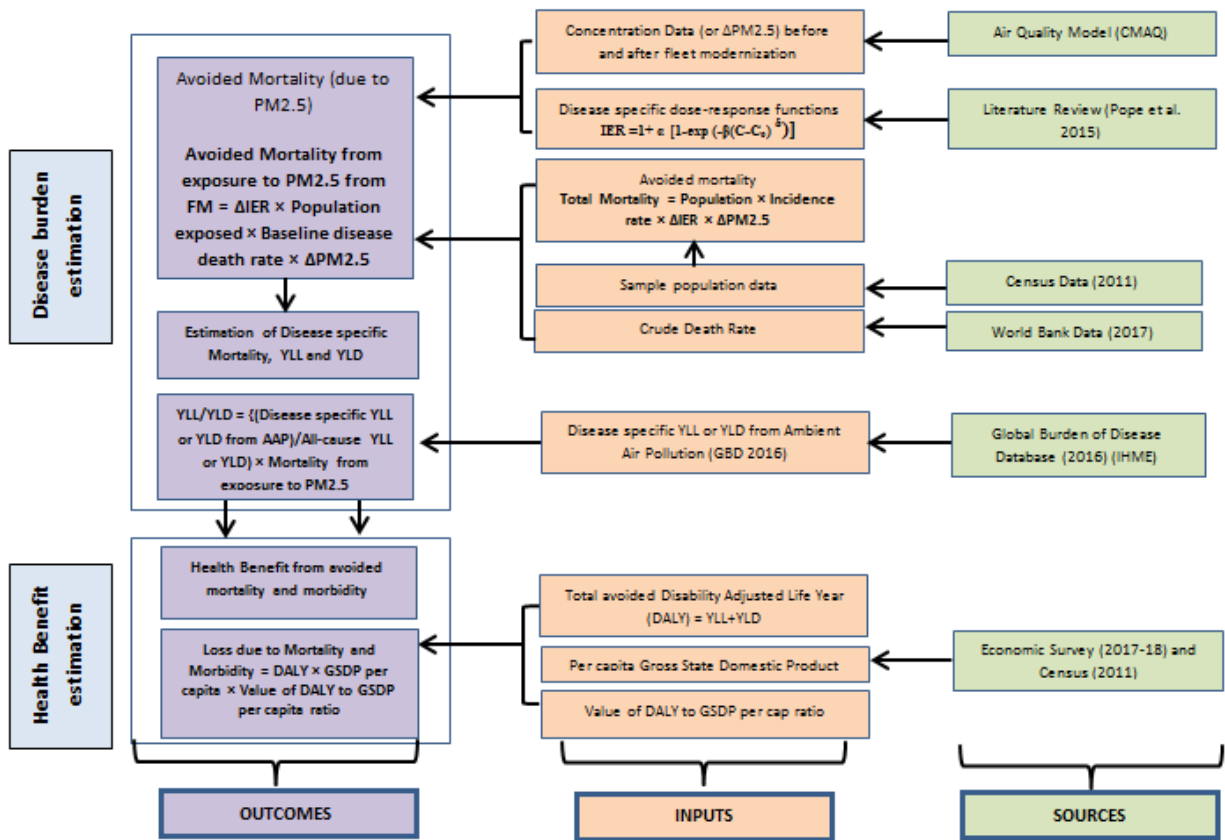 Disease burden
estimation
Avoided Mortality (due to
PM2.5)
Avoided Mortality from
exposure to PM2.5 from
FM = ΔIER × Population
exposed × Baseline disease
death rate × ΔPM2.5
Estimation of Disease specific
Mortality, YLL and YLD
YLL/YLD = {(Disease specific YLL
or YLD from AAP)/All-cause YLL
or YLD) × Mortality from
exposure to PM2.5
Concentration Data (or ΔPM2.5) before
and after fleet modernization
Disease specific dose-response functions
IER =1+ α [1-exp (-β(C-C₀) δ)]
Avoided mortality
Total Mortality = Population × Incidence
rate × ΔIER × ΔPM2.5
Sample population data
Crude Death Rate
Disease specific YLL or YLD from Ambient
Air Pollution (GBD 2016)
Air Quality Model (CMAQ)
Literature Review (Pope et al.
2015)
Census Data (2011)
World Bank Data (2017)
Global Burden of Disease
Database (2016) (IHME)
Health Benefit
estimation
Health Benefit from avoided
mortality and morbidity
Loss due to Mortality and
Morbidity = DALY × GSDP per
capita × Value of DALY to GSDP
per capita ratio
Total avoided Disability Adjusted Life Year
(DALY) = YLL+YLD
Per capita Gross State Domestic Product
Value of DALY to GSDP per cap ratio
Economic Survey (2017-18) and
Census (2011)
OUTCOMES
INPUTS
SOURCES